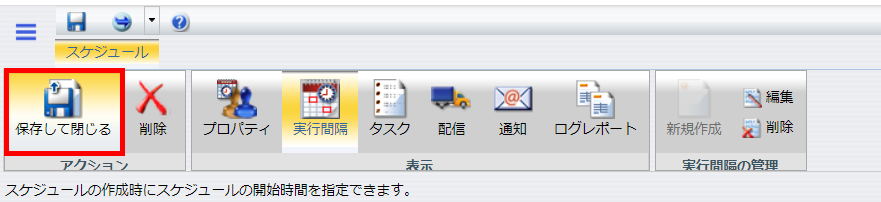 スケジュール
保存して閉じる 削除 プロパティ 実行間隔 タスク 配信 通知 ログレポート 新規作成 編集 削除
アクション 表示 実行間隔の管理
スケジュールの作成時にスケジュールの開始時間を指定できます。